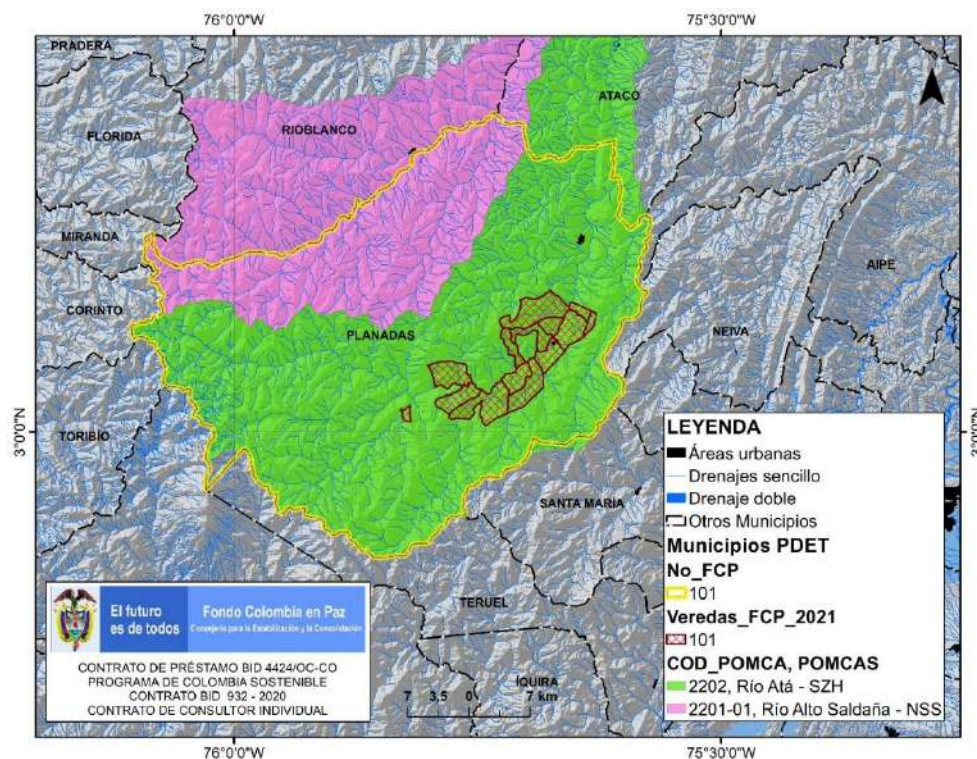 76°0'0"W
75°30'0"W
PRADERA
ATACO
RIOBLANCO
FLORIDA
MIRANDA
CORINTO
AIPE
PLANADAS
NEIVA
3°0'0"N
3°0'0"N
TORIBÍO
SANTA MARÍA
TERUEL
ÍQUIRA
LEYENDA
Áreas urbanas
Drenajes sencillo
Drenaje doble
Otros Municipios
Municipios PDET
No_FCP
101
Veredas_FCP_2021
101
COD_POMCA, POMCAS
2202, Río Atá - SZH
2201-01, Río Alto Saldaña - NSS
El futuro
es de todos
Fondo Colombia en Paz
Consejería para la Estabilización y la Consolidación
CONTRATO DE PRÉSTAMO BID 4424/OC-CO
PROGRAMA DE COLOMBIA SOSTENIBLE
CONTRATO BID 932 - 2020
CONTRATO DE CONSULTOR INDIVIDUAL
7 3,5 0 7 km
76°0'0"W
75°30'0"W